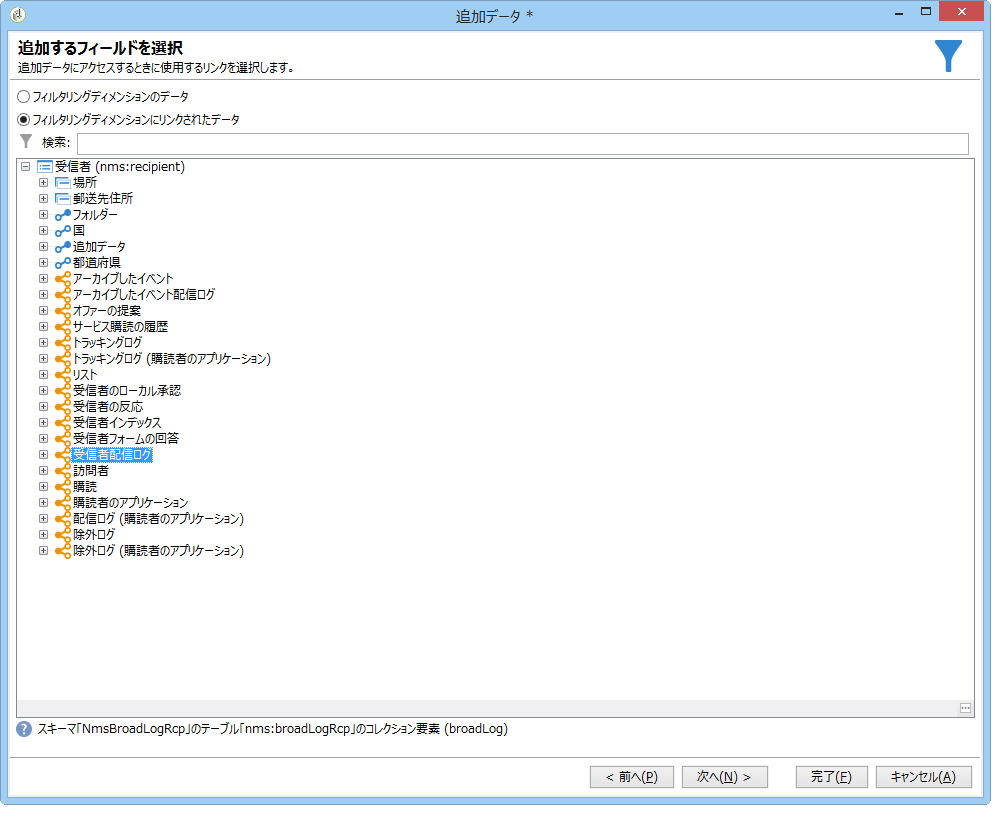 追加データ *
追加するフィールドを選択
追加データにアクセスするときに使用するリンクを選択します。
フィルタリングディメンションのデータ
フィルタリングディメンションにリンクされたデータ
検索:
受信者 (nms:recipient)
場所
郵送先住所
フォルダー
国
追加データ
都道府県
アーカイブしたイベント
アーカイブしたイベント配信ログ
オファーの提案
サービス購読の履歴
トラッキングログ
トラッキングログ (購読者のアプリケーション)
リスト
受信者のローカル承認
受信者の反応
受信者インデックス
受信者フォームの回答
受信者配信ログ
訪問者
購読
購読者のアプリケーション
配信ログ (購読者のアプリケーション)
除外ログ
除外ログ (購読者のアプリケーション)
スキーマ「NmsBroadLogRcp」のテーブル「nms:broadLogRcp」のコレクション要素 (broadLog)
< 前へ(P) 次へ(N) > 完了(F) キャンセル(A)